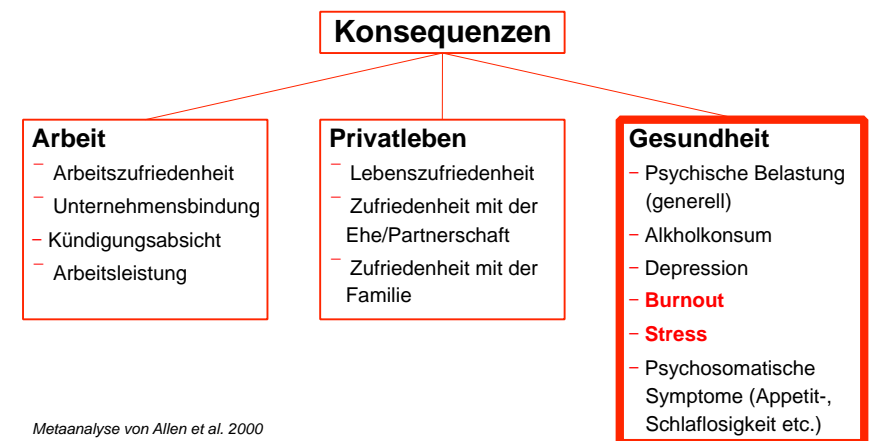 Konsequenzen
Arbeit
¯ Arbeitszufriedenheit
¯ Unternehmensbindung
– Kündigungsabsicht
¯ Arbeitsleistung
Privatleben
¯ Lebenszufriedenheit
¯ Zufriedenheit mit der
Ehe/Partnerschaft
¯ Zufriedenheit mit der
Familie
Gesundheit
– Psychische Belastung
(generell)
– Alkholkonsum
– Depression
– Burnout
– Stress
– Psychosomatische
Symptome (Appetit-,
Schlaflosigkeit etc.)
Metaanalyse von Allen et al. 2000